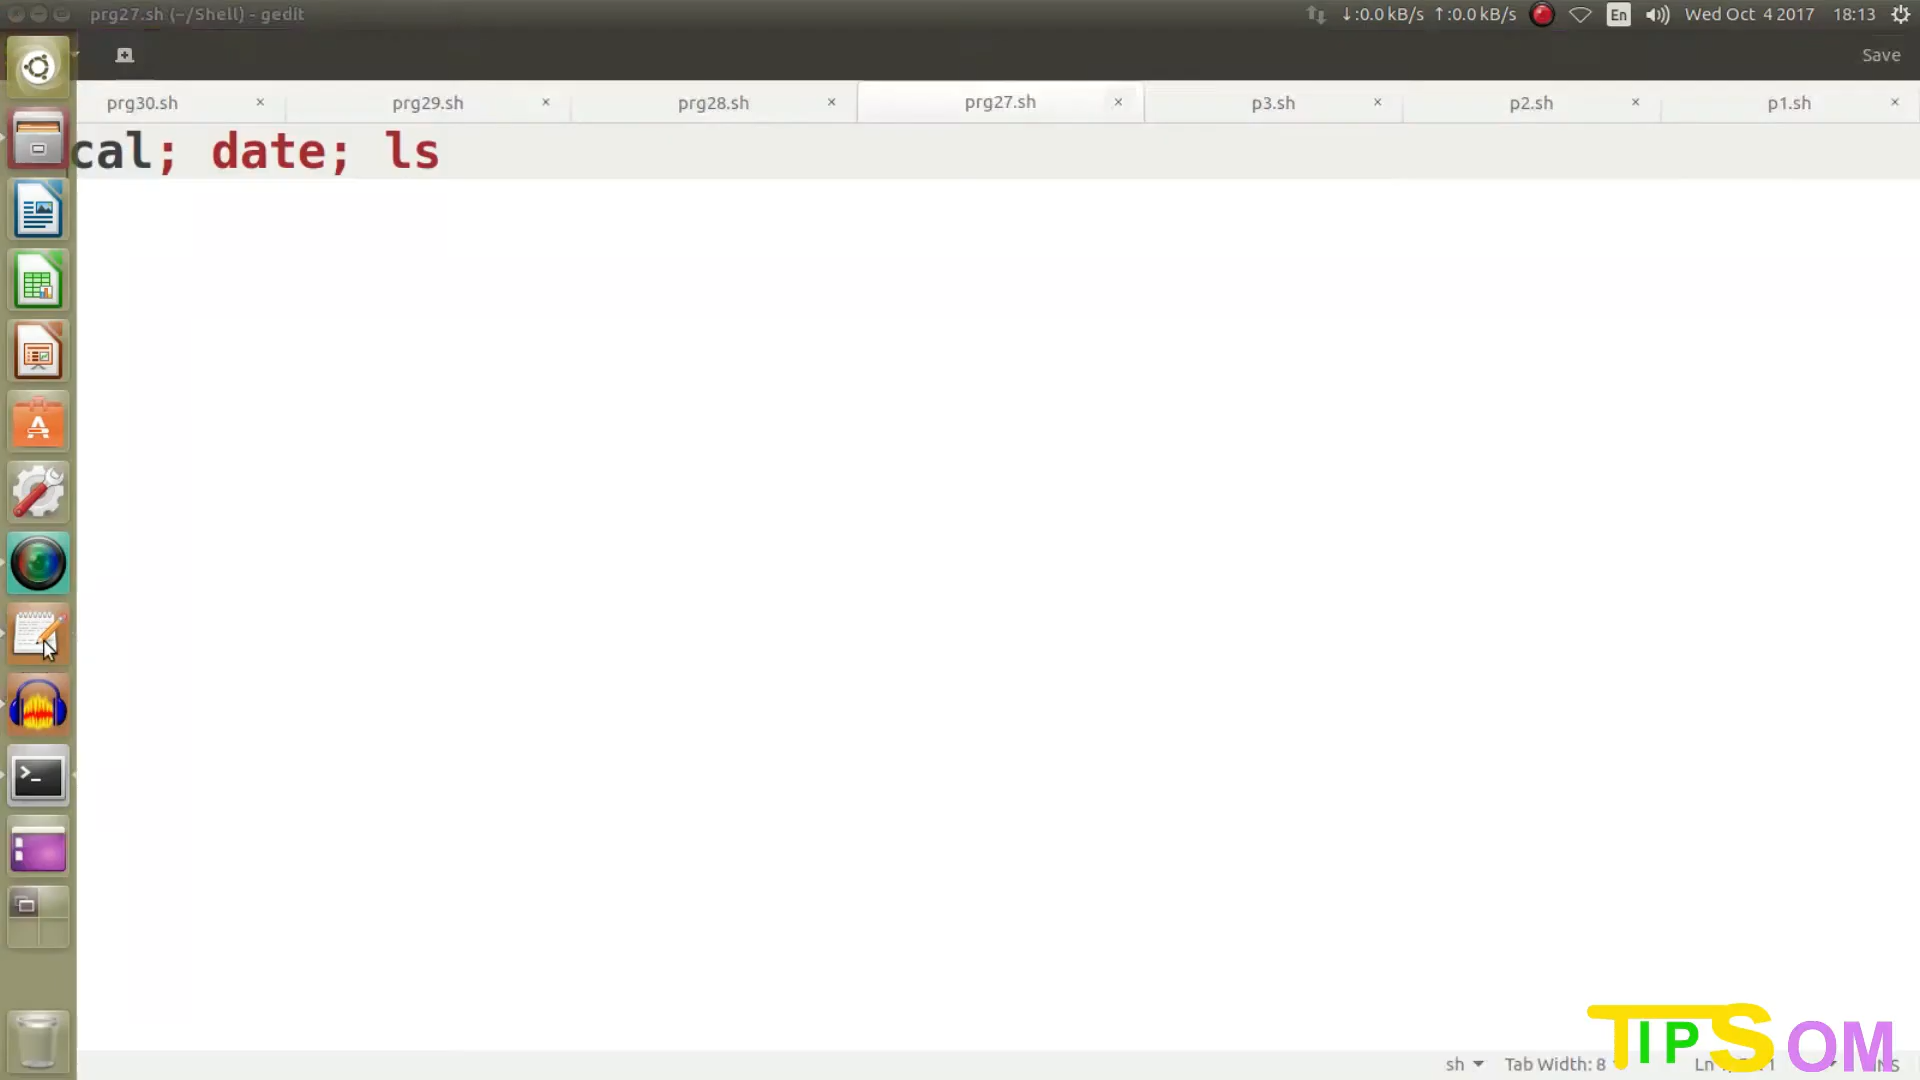 prg27.sh (~/Shell) - gedit
↓:0.0 kB/s ↑:0.0 kB/s En Wed Oct 4 2017 18:13
Save
prg30.sh × prg29.sh × prg28.sh × prg27.sh × p3.sh × p2.sh × p1.sh ×
cal; date; ls
sh Tab Width: 8 Ln
TIPSOM